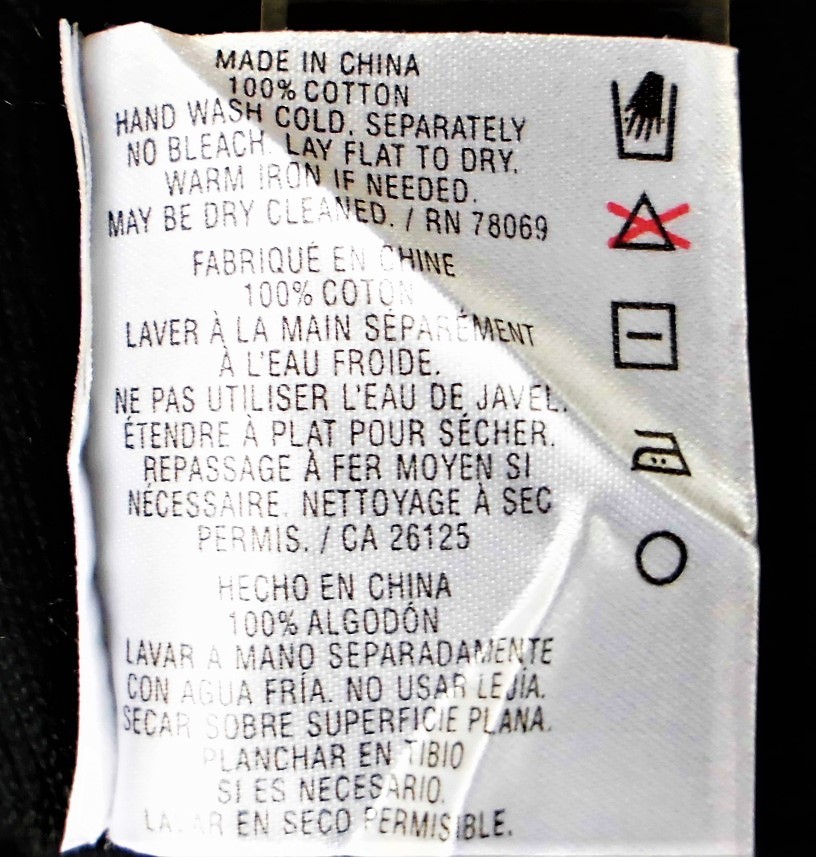 MADE IN CHINA
100% COTTON
HAND WASH COLD. SEPARATELY
NO BLEACH. LAY FLAT TO DRY.
WARM IRON IF NEEDED.
MAY BE DRY CLEANED. / RN 78069
FABRIQUÉ EN CHINE
100% COTON
LAVER À LA MAIN SÉPARÉMENT
À L'EAU FROIDE.
NE PAS UTILISER L'EAU DE JAVEL.
ÉTENDRE À PLAT POUR SÉCHER.
REPASSAGE À FER MOYEN SI
NÉCESSAIRE. NETTOYAGE À SEC
PERMIS. / CA 26125
HECHO EN CHINA
100% ALGODÓN
LAVAR A MANO SEPARADAMENTE
CON AGUA FRÍA. NO USAR LEJÍA.
SECAR SOBRE SUPERFICIE PLANA.
PLANCHAR EN TIBIO
SI ES NECESARIO.
LAVAR EN SECO PERMISIBLE.